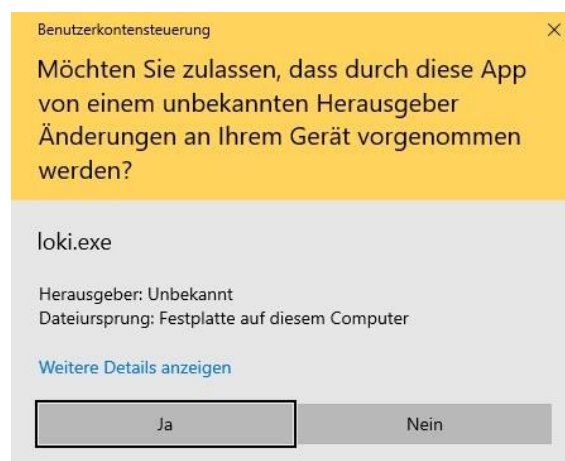 Benutzerkontensteuerung
Möchten Sie zulassen, dass durch diese App
von einem unbekannten Herausgeber
Änderungen an Ihrem Gerät vorgenommen
werden?
loki.exe
Herausgeber: Unbekannt
Dateiursprung: Festplatte auf diesem Computer
Weitere Details anzeigen
Ja
Nein